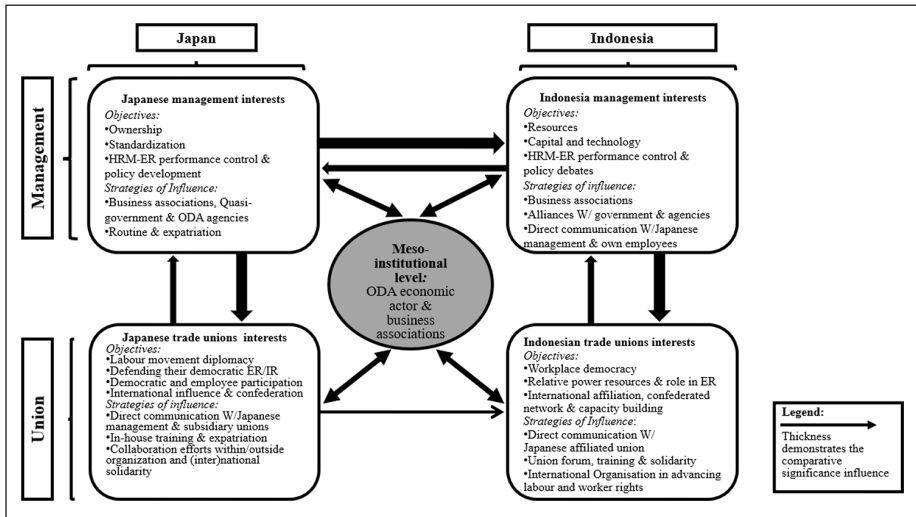 Japan
Indonesia
Management
Japanese management interests
Objectives:
•Ownership
•Standardization
•HRM-ER performance control &
policy development
Strategies of Influence:
•Business associations, Quasi-
government & ODA agencies
•Routine & expatriation
Indonesia management interests
Objectives:
•Resources
•Capital and technology
•HRM-ER performance control &
policy debates
Strategies of influence:
•Business associations
•Alliances W/ government & agencies
•Direct communication W/Japanese
management & own employees
Meso-
institutional
level:
ODA economic
actor &
business
associations
Union
Japanese trade unions interests
Objectives:
•Labour movement diplomacy
•Defending their democratic ER/IR
•Democratic and employee participation
•International influence & confederation
Strategies of influence:
•Direct communication W/Japanese
management & subsidiary unions
•In-house training & expatriation
•Collaboration efforts within/outside
organization and (inter)national
solidarity
Indonesian trade unions interests
Objectives:
•Workplace democracy
•Relative power resources & role in ER
•International affiliation, confederated
network & capacity building
Strategies of Influence:
•Direct communication W/
Japanese affiliated union
•Union forum, training & solidarity
•International Organisation in advancing
labour and worker rights
Legend:
Thickness
demonstrates the
comparative
significance influence